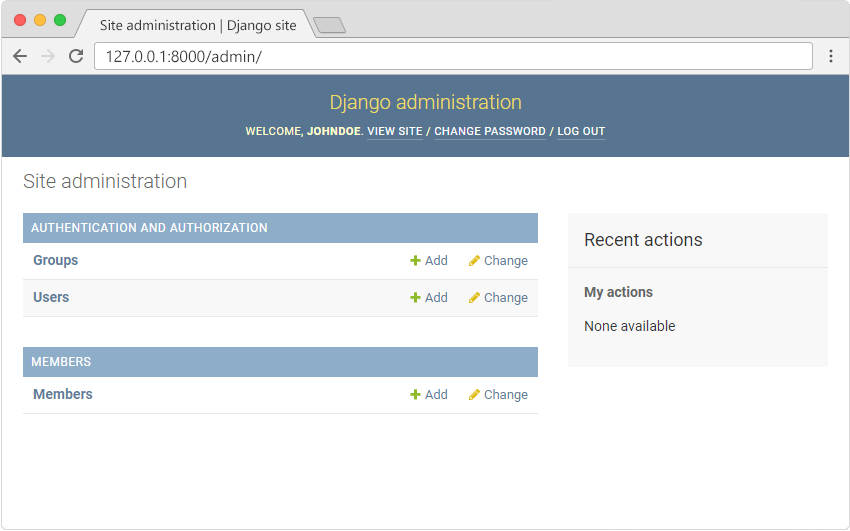 Site administration | Django site
127.0.0.1:8000/admin/
Django administration
WELCOME, JOHNDOE. VIEW SITE / CHANGE PASSWORD / LOG OUT
Site administration
AUTHENTICATION AND AUTHORIZATION
Groups Add Change
Users Add Change
MEMBERS
Members Add Change
Recent actions
My actions
None available